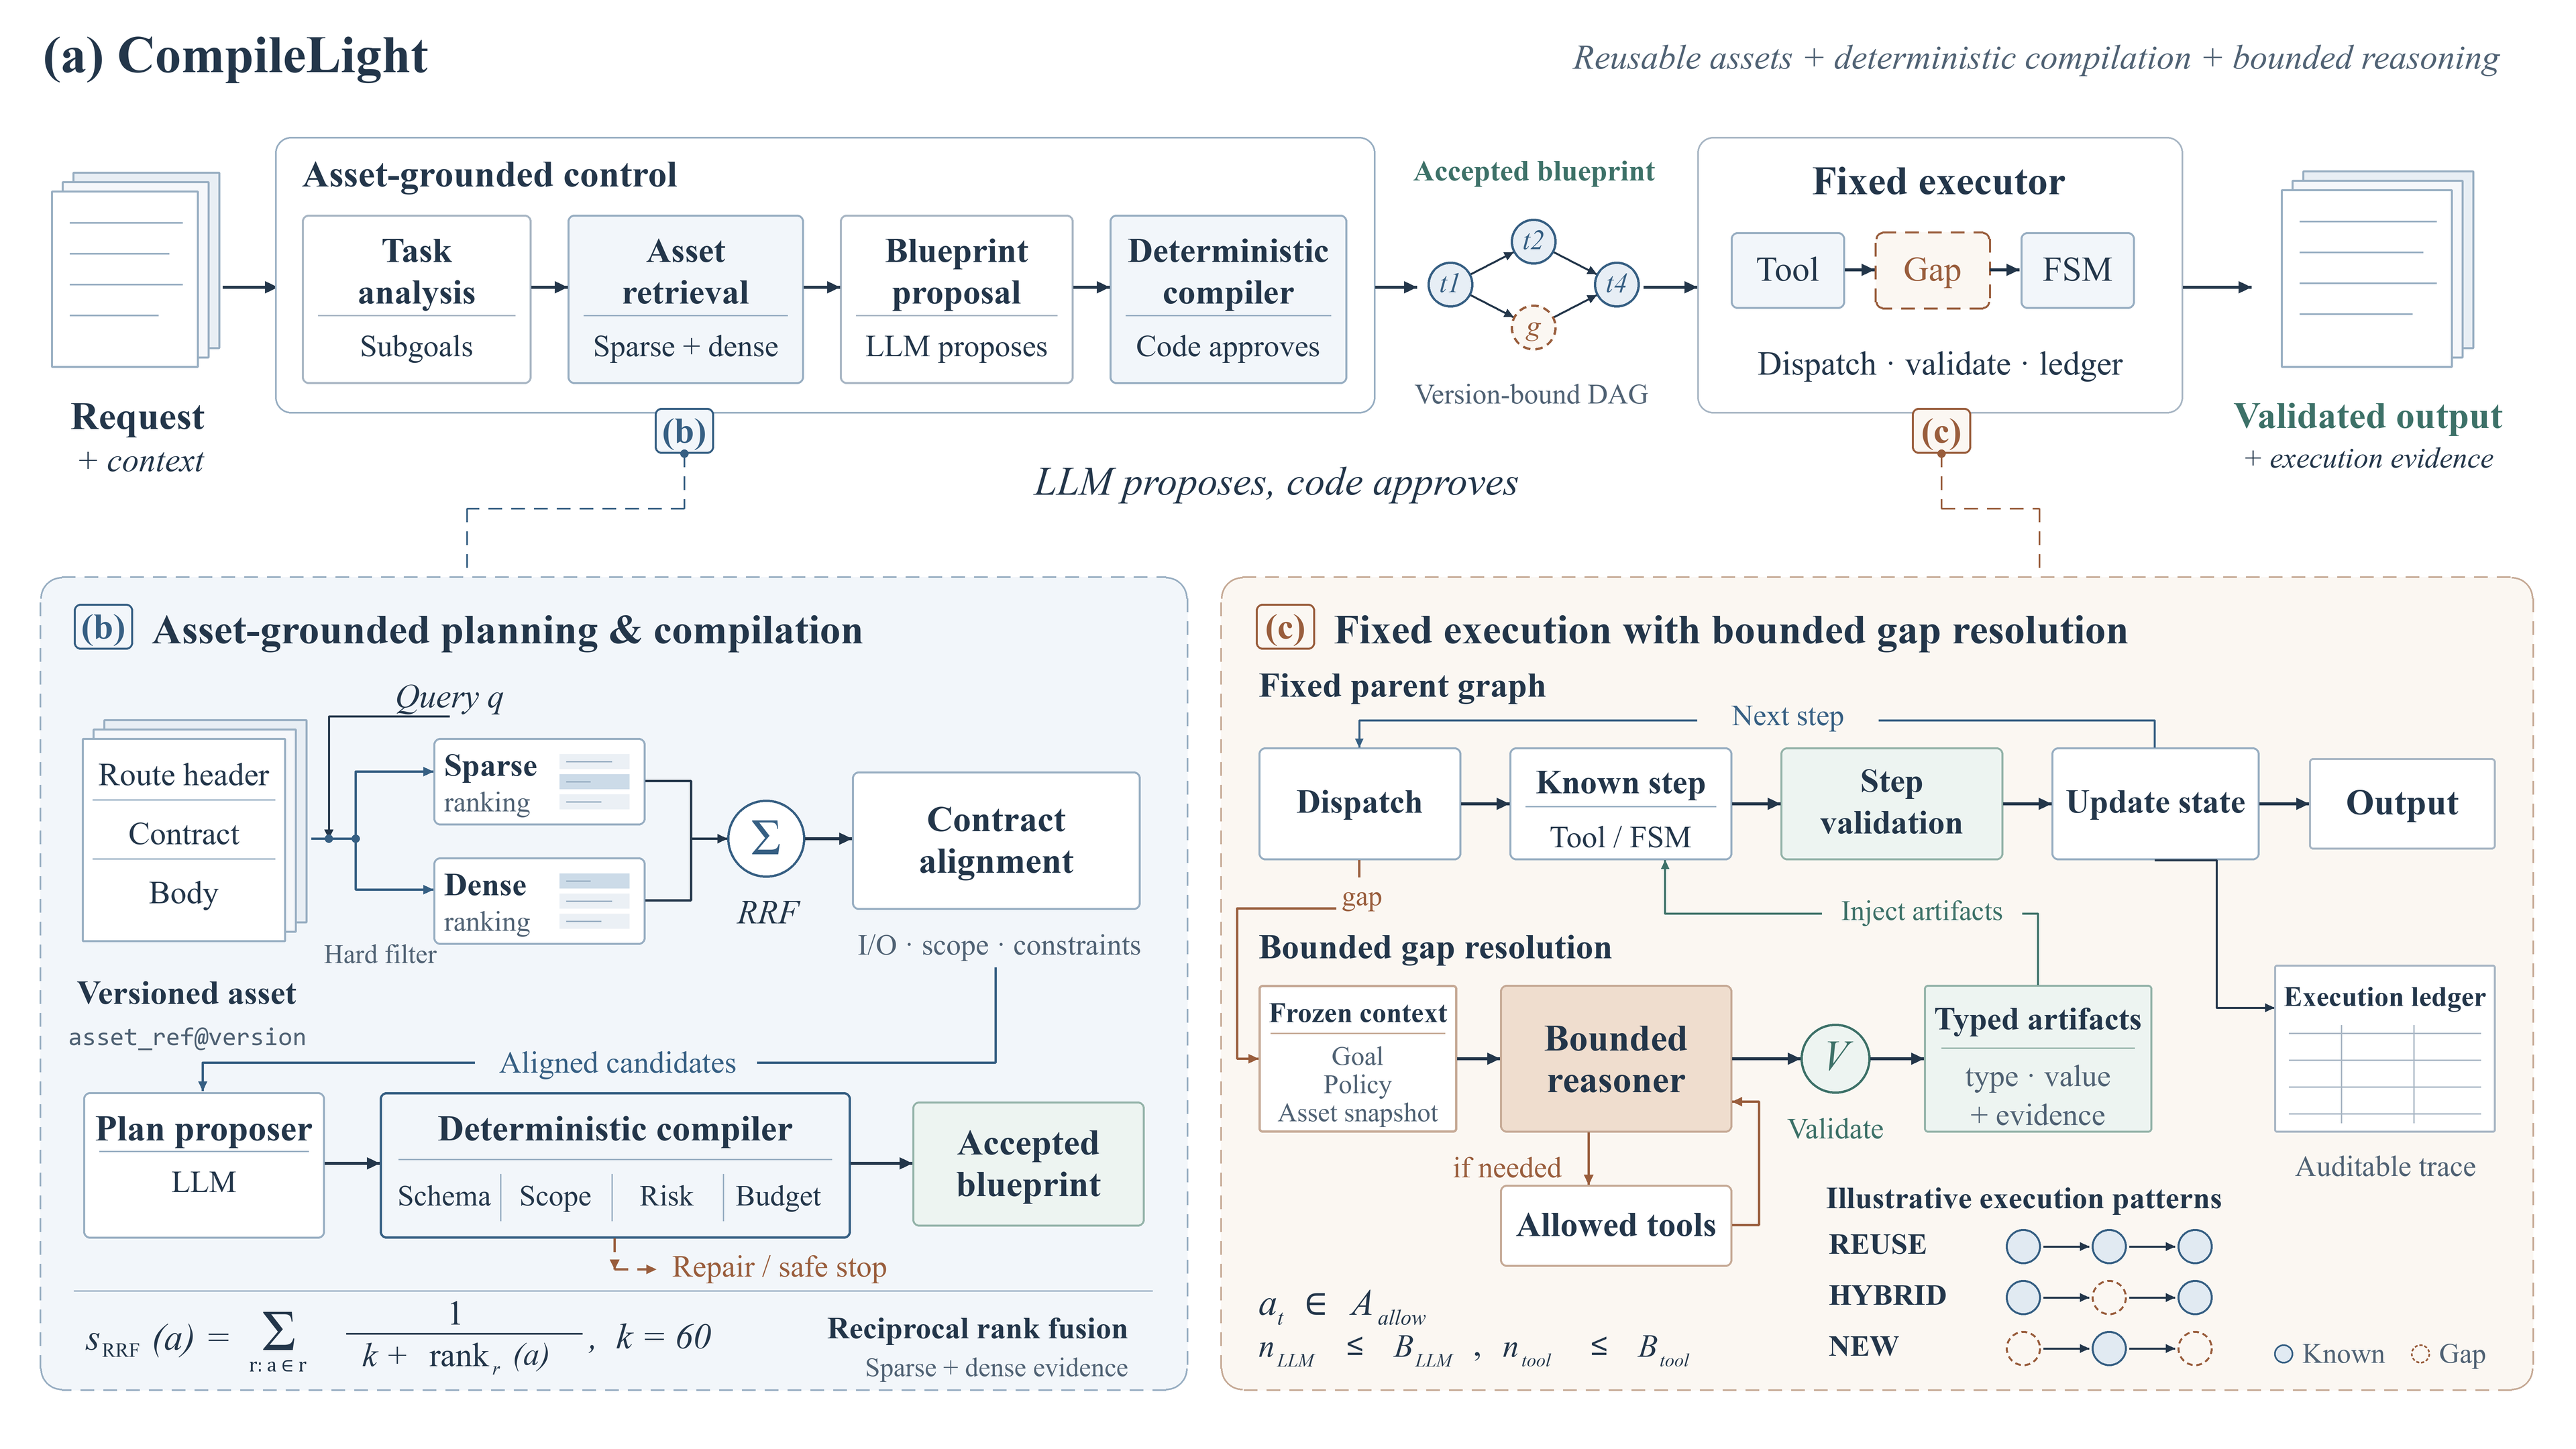 (a) CompileLight
Reusable assets + deterministic compilation + bounded reasoning
Request
+ context
Asset-grounded control
Task
analysis
Subgoals
Asset
retrieval
Sparse + dense
Blueprint
proposal
LLM proposes
Deterministic
compiler
Code approves
(b)
Accepted blueprint
t1
t2
g
t4
Version-bound DAG
Fixed executor
Tool
Gap
FSM
Dispatch · validate · ledger
(c)
Validated output
+ execution evidence
LLM proposes, code approves
(b) Asset-grounded planning & compilation
Query q
Route header
Contract
Body
Versioned asset
asset_ref@version
Hard filter
Sparse
ranking
Dense
ranking
Σ
RRF
Contract
alignment
I/O · scope · constraints
Aligned candidates
Plan proposer
LLM
Deterministic compiler
Schema
Scope
Risk
Budget
Accepted
blueprint
Repair / safe stop
s_RRF (a) = Σ_{r: a ∈ r} 1 / (k + rank_r (a)) , k = 60
Reciprocal rank fusion
Sparse + dense evidence
(c) Fixed execution with bounded gap resolution
Fixed parent graph
Next step
Dispatch
Known step
Tool / FSM
Step
validation
Update state
Output
gap
Inject artifacts
Bounded gap resolution
Frozen context
Goal
Policy
Asset snapshot
Bounded
reasoner
V
Validate
Typed artifacts
type · value
+ evidence
Execution ledger
Auditable trace
if needed
Allowed tools
a_t ∈ A_allow
n_LLM ≤ B_LLM , n_tool ≤ B_tool
Illustrative execution patterns
REUSE
HYBRID
NEW
Known
Gap